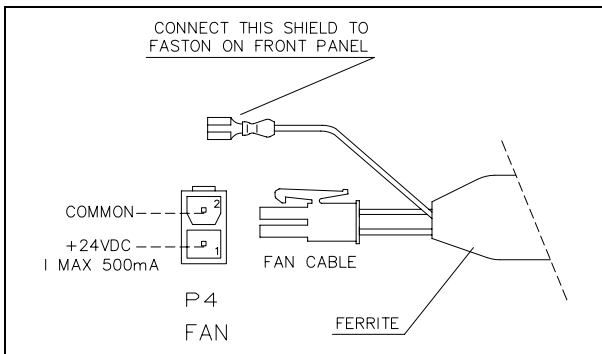 CONNECT THIS SHIELD TO
FASTON ON FRONT PANEL
2
COMMON
+24VDC
1
I MAX 500mA
FAN CABLE
P4
FAN
FERRITE